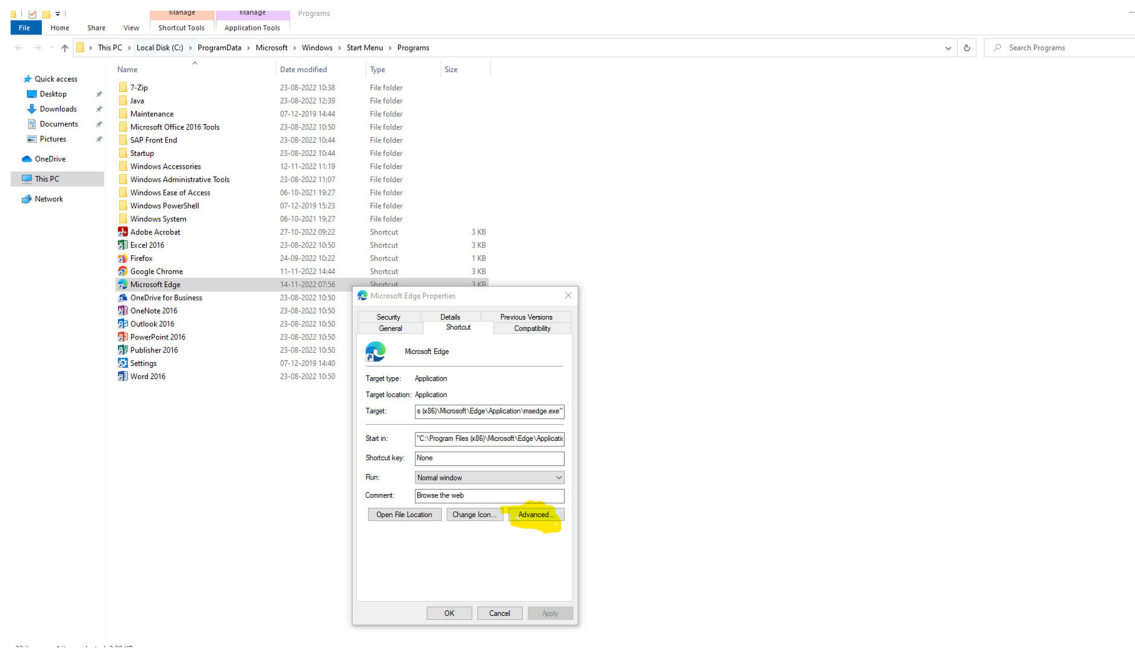 Manage Manage Programs
File Home Share View Shortcut Tools Application Tools
This PC › Local Disk (C:) › ProgramData › Microsoft › Windows › Start Menu › Programs
Search Programs
Name Date modified Type Size
Quick access
Desktop
Downloads
Documents
Pictures
OneDrive
This PC
Network
7-Zip 23-08-2022 10:38 File folder
Java 23-08-2022 12:39 File folder
Maintenance 07-12-2019 14:44 File folder
Microsoft Office 2016 Tools 23-08-2022 10:50 File folder
SAP Front End 23-08-2022 10:44 File folder
Startup 23-08-2022 10:44 File folder
Windows Accessories 12-11-2022 11:19 File folder
Windows Administrative Tools 23-08-2022 11:07 File folder
Windows Ease of Access 06-10-2021 19:27 File folder
Windows PowerShell 07-12-2019 15:23 File folder
Windows System 06-10-2021 19:27 File folder
Adobe Acrobat 27-10-2022 09:22 Shortcut 3 KB
Excel 2016 23-08-2022 10:50 Shortcut 3 KB
Firefox 24-09-2022 10:22 Shortcut 1 KB
Google Chrome 11-11-2022 14:44 Shortcut 3 KB
Microsoft Edge 14-11-2022 07:56 Shortcut 3 KB
OneDrive for Business 23-08-2022 10:50
OneNote 2016 23-08-2022 10:50
Outlook 2016 23-08-2022 10:50
PowerPoint 2016 23-08-2022 10:50
Publisher 2016 23-08-2022 10:50
Settings 07-12-2019 14:40
Word 2016 23-08-2022 10:50
Microsoft Edge Properties
Security Details Previous Versions
General Shortcut Compatibility
Microsoft Edge
Target type: Application
Target location: Application
Target: s (x86)\Microsoft\Edge\Application\msedge.exe"
Start in: "C:\Program Files (x86)\Microsoft\Edge\Applicatic
Shortcut key: None
Run: Normal window
Comment: Browse the web
Open File Location Change Icon... Advanced...
OK Cancel Apply